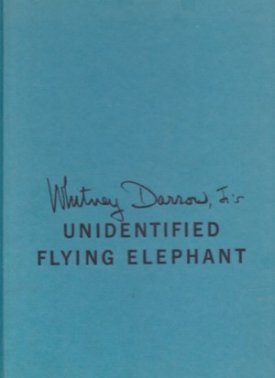 Whitney Darrow, Jr's
UNIDENTIFIED
FLYING ELEPHANT